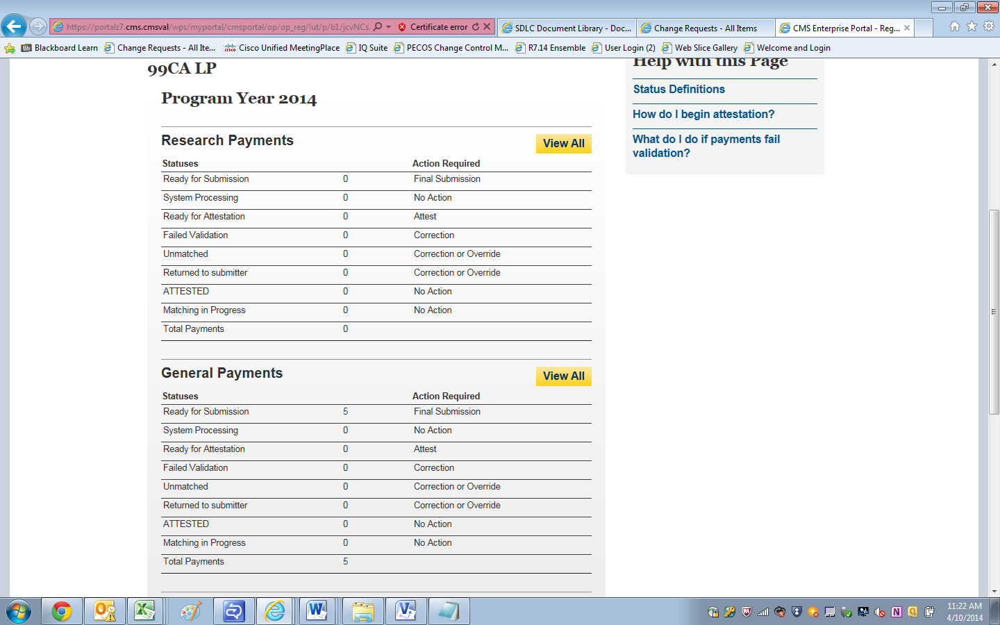 https://portalz7.cms.cmsval/wps/myportal/cmsportal/op/op_reg/!ut/p/b1/jcvNCs
Certificate error
SDLC Document Library - Doc...
Change Requests - All Items
CMS Enterprise Portal - Reg...
Blackboard Learn
Change Requests - All Ite...
Cisco Unified MeetingPlace
IQ Suite
PECOS Change Control M...
R7.14 Ensemble
User Login (2)
Web Slice Gallery
Welcome and Login
99CA LP
Program Year 2014
Research Payments
View All
Statuses Action Required
Ready for Submission 0 Final Submission
System Processing 0 No Action
Ready for Attestation 0 Attest
Failed Validation 0 Correction
Unmatched 0 Correction or Override
Returned to submitter 0 Correction or Override
ATTESTED 0 No Action
Matching in Progress 0 No Action
Total Payments 0
General Payments
View All
Statuses Action Required
Ready for Submission 5 Final Submission
System Processing 0 No Action
Ready for Attestation 0 Attest
Failed Validation 0 Correction
Unmatched 0 Correction or Override
Returned to submitter 0 Correction or Override
ATTESTED 0 No Action
Matching in Progress 0 No Action
Total Payments 5
Help with this Page
Status Definitions
How do I begin attestation?
What do I do if payments fail
validation?
11:22 AM
4/10/2014